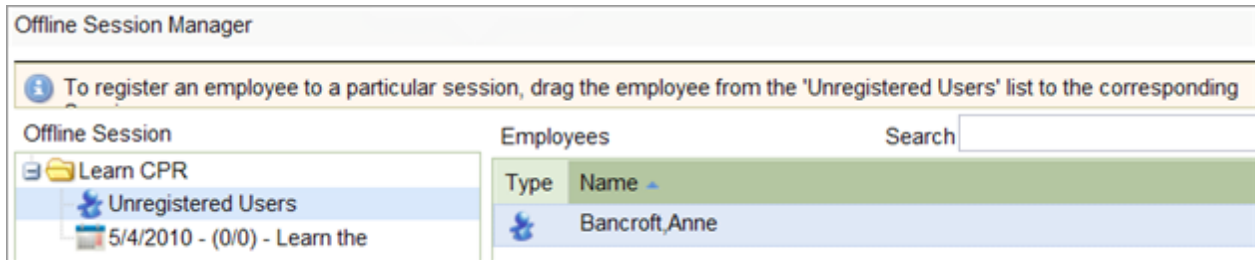 Offline Session Manager
To register an employee to a particular session, drag the employee from the 'Unregistered Users' list to the corresponding
Offline Session
Employees
Search
Learn CPR
Unregistered Users
5/4/2010 - (0/0) - Learn the
Type Name
Bancroft,Anne